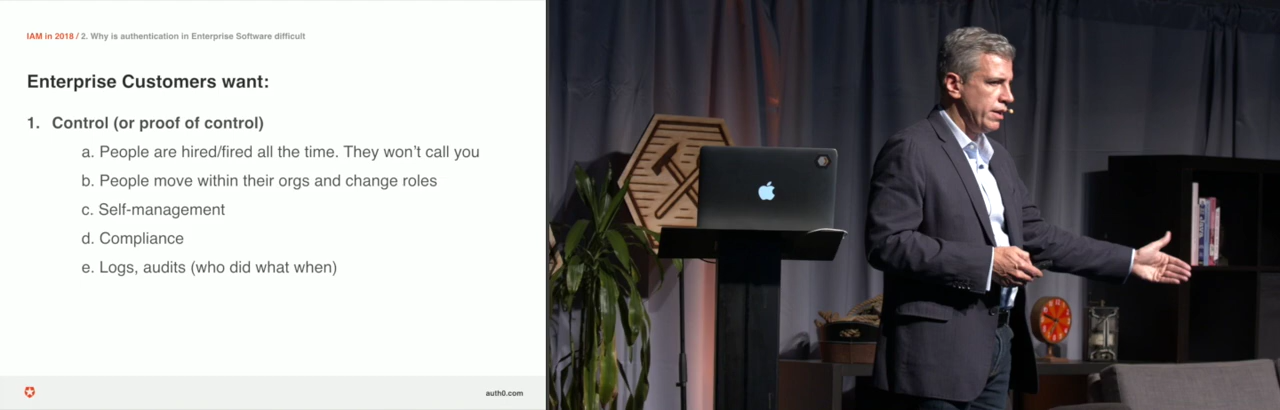 IAM in 2018 / 2. Why is authentication in Enterprise Software difficult
Enterprise Customers want:
1. Control (or proof of control)
a. People are hired/fired all the time. They won't call you
b. People move within their orgs and change roles
c. Self-management
d. Compliance
e. Logs, audits (who did what when)
auth0.com